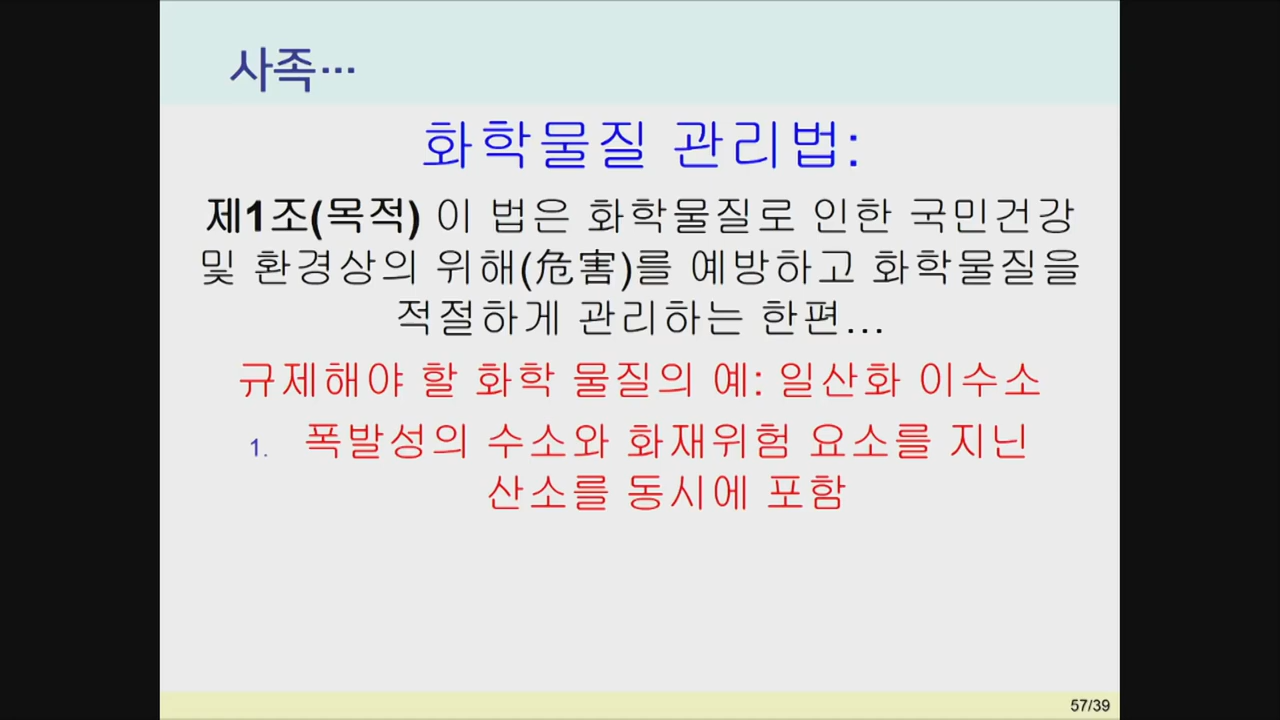 사족…
화학물질 관리법:
제1조(목적) 이 법은 화학물질로 인한 국민건강
및 환경상의 위해(危害)를 예방하고 화학물질을
적절하게 관리하는 한편…
규제해야 할 화학 물질의 예: 일산화 이수소
1. 폭발성의 수소와 화재위험 요소를 지닌
산소를 동시에 포함
57/39